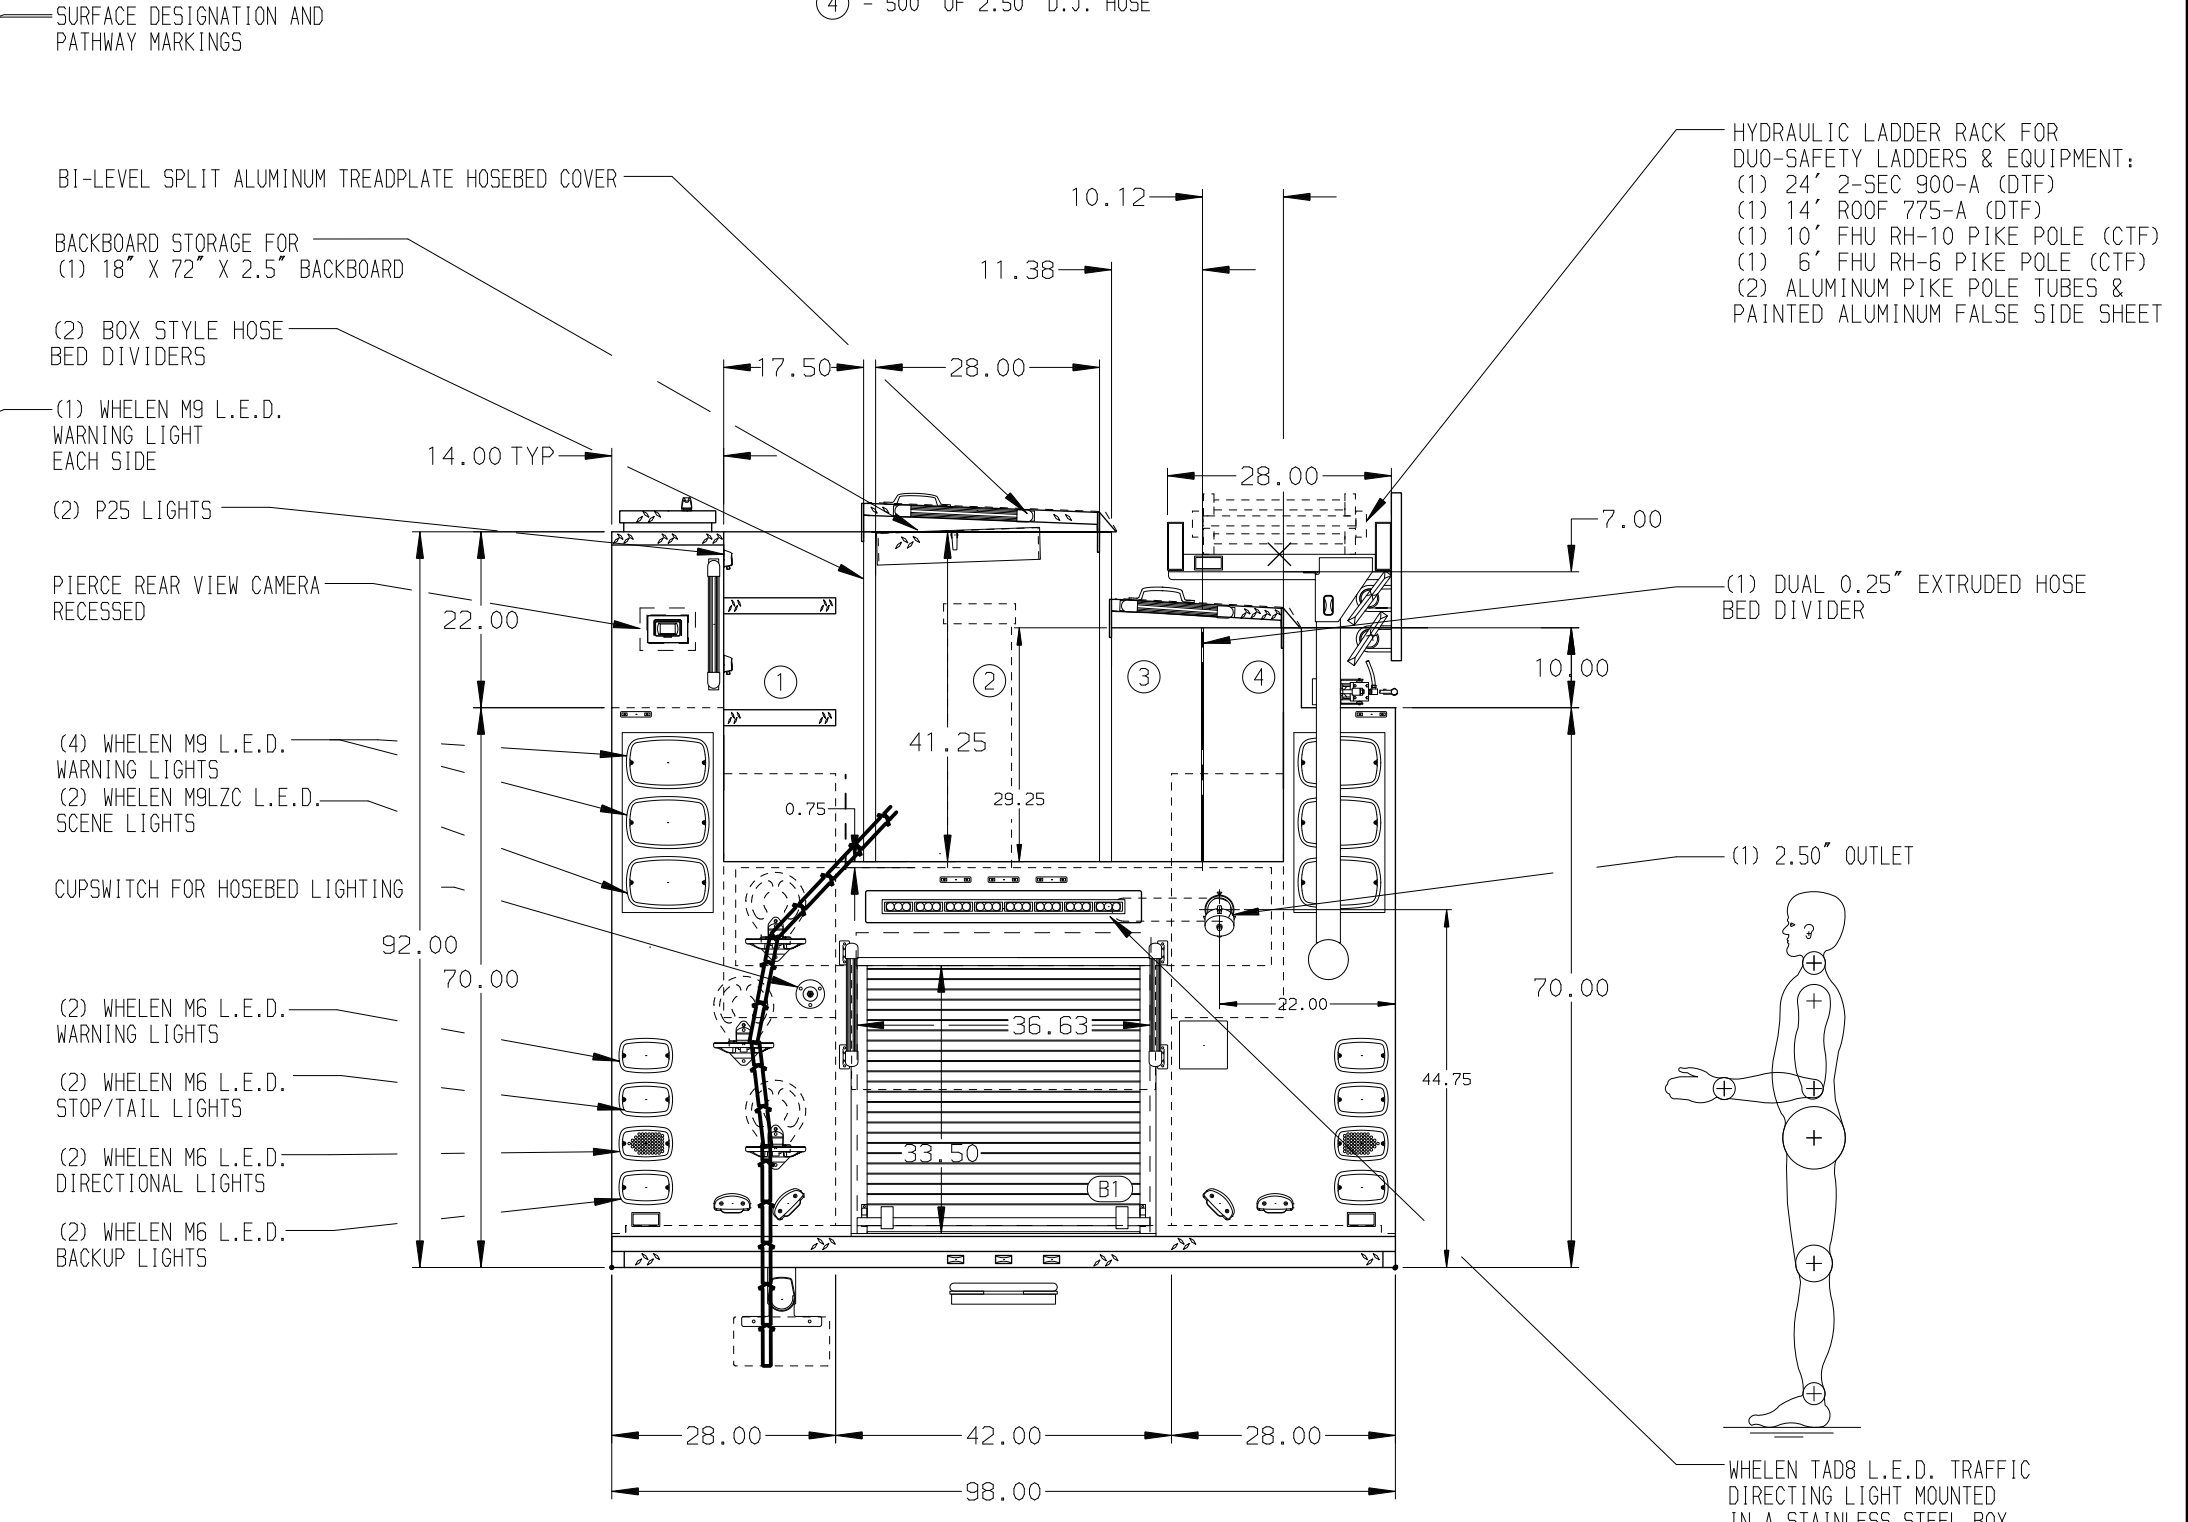 SURFACE DESIGNATION AND
PATHWAY MARKINGS
4 - 500' OF 2.50" D.J. HOSE
BI-LEVEL SPLIT ALUMINUM TREADPLATE HOSEBED COVER
BACKBOARD STORAGE FOR
(1) 18" X 72" X 2.5" BACKBOARD
(2) BOX STYLE HOSE
BED DIVIDERS
(1) WHELEN M9 L.E.D.
WARNING LIGHT
EACH SIDE
(2) P25 LIGHTS
PIERCE REAR VIEW CAMERA
RECESSED
(4) WHELEN M9 L.E.D.
WARNING LIGHTS
(2) WHELEN M9LZC L.E.D.
SCENE LIGHTS
CUPSWITCH FOR HOSEBED LIGHTING
(2) WHELEN M6 L.E.D.
WARNING LIGHTS
(2) WHELEN M6 L.E.D.
STOP/TAIL LIGHTS
(2) WHELEN M6 L.E.D.
DIRECTIONAL LIGHTS
(2) WHELEN M6 L.E.D.
BACKUP LIGHTS
10.12
11.38
17.50
28.00
14.00 TYP
28.00
7.00
22.00
10.00
1
2
3
4
41.25
29.25
0.75
92.00
70.00
70.00
22.00
36.63
44.75
33.50
B1
28.00
42.00
28.00
98.00
HYDRAULIC LADDER RACK FOR
DUO-SAFETY LADDERS & EQUIPMENT:
(1) 24' 2-SEC 900-A (DTF)
(1) 14' ROOF 775-A (DTF)
(1) 10' FHU RH-10 PIKE POLE (CTF)
(1) 6' FHU RH-6 PIKE POLE (CTF)
(2) ALUMINUM PIKE POLE TUBES &
PAINTED ALUMINUM FALSE SIDE SHEET
(1) DUAL 0.25" EXTRUDED HOSE
BED DIVIDER
(1) 2.50" OUTLET
WHELEN TAD8 L.E.D. TRAFFIC
DIRECTING LIGHT MOUNTED
IN A STAINLESS STEEL BOX